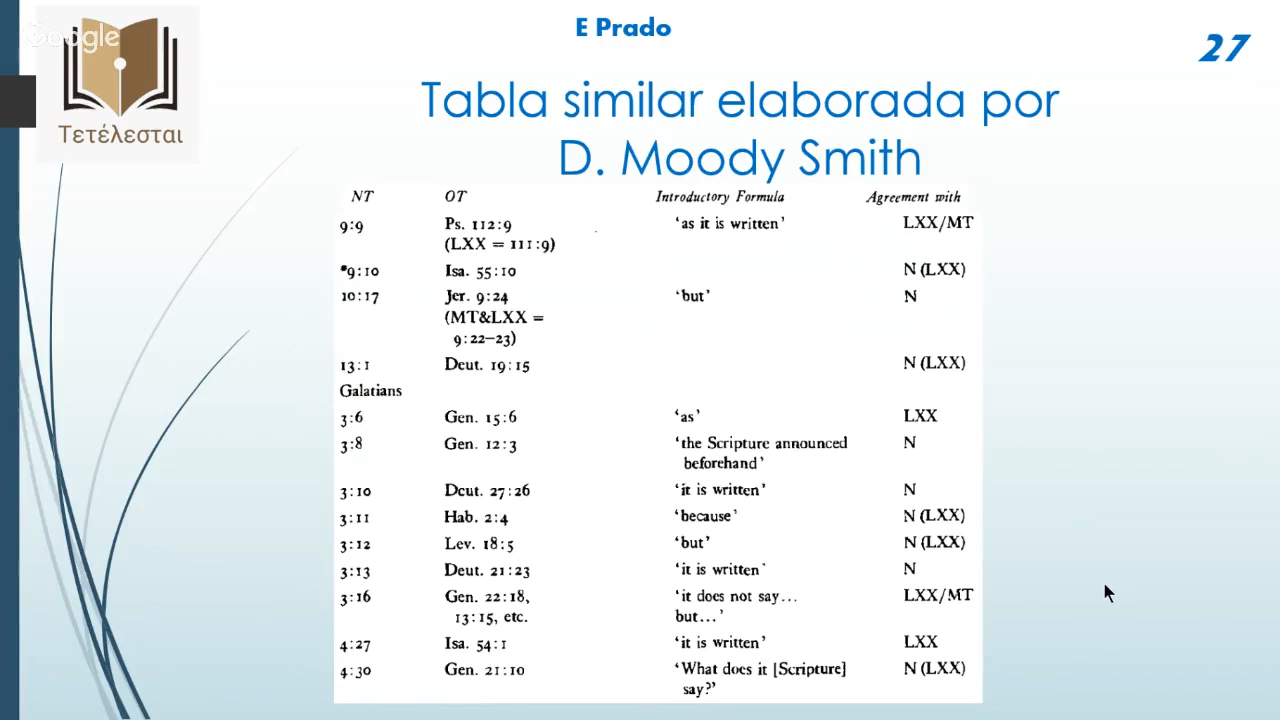 Google
Τετέλεσται
E Prado
27
Tabla similar elaborada por
D. Moody Smith
NT OT Introductory Formula Agreement with
9:9 Ps. 112:9 'as it is written' LXX/MT
(LXX = 111:9)
*9:10 Isa. 55:10 N (LXX)
10:17 Jer. 9:24 'but' N
(MT&LXX =
9:22–23)
13:1 Deut. 19:15 N (LXX)
Galatians
3:6 Gen. 15:6 'as' LXX
3:8 Gen. 12:3 'the Scripture announced N
beforehand'
3:10 Deut. 27:26 'it is written' N
3:11 Hab. 2:4 'because' N (LXX)
3:12 Lev. 18:5 'but' N (LXX)
3:13 Deut. 21:23 'it is written' N
3:16 Gen. 22:18, 'it does not say... LXX/MT
13:15, etc. but...'
4:27 Isa. 54:1 'it is written' LXX
4:30 Gen. 21:10 'What does it [Scripture] N (LXX)
say?'